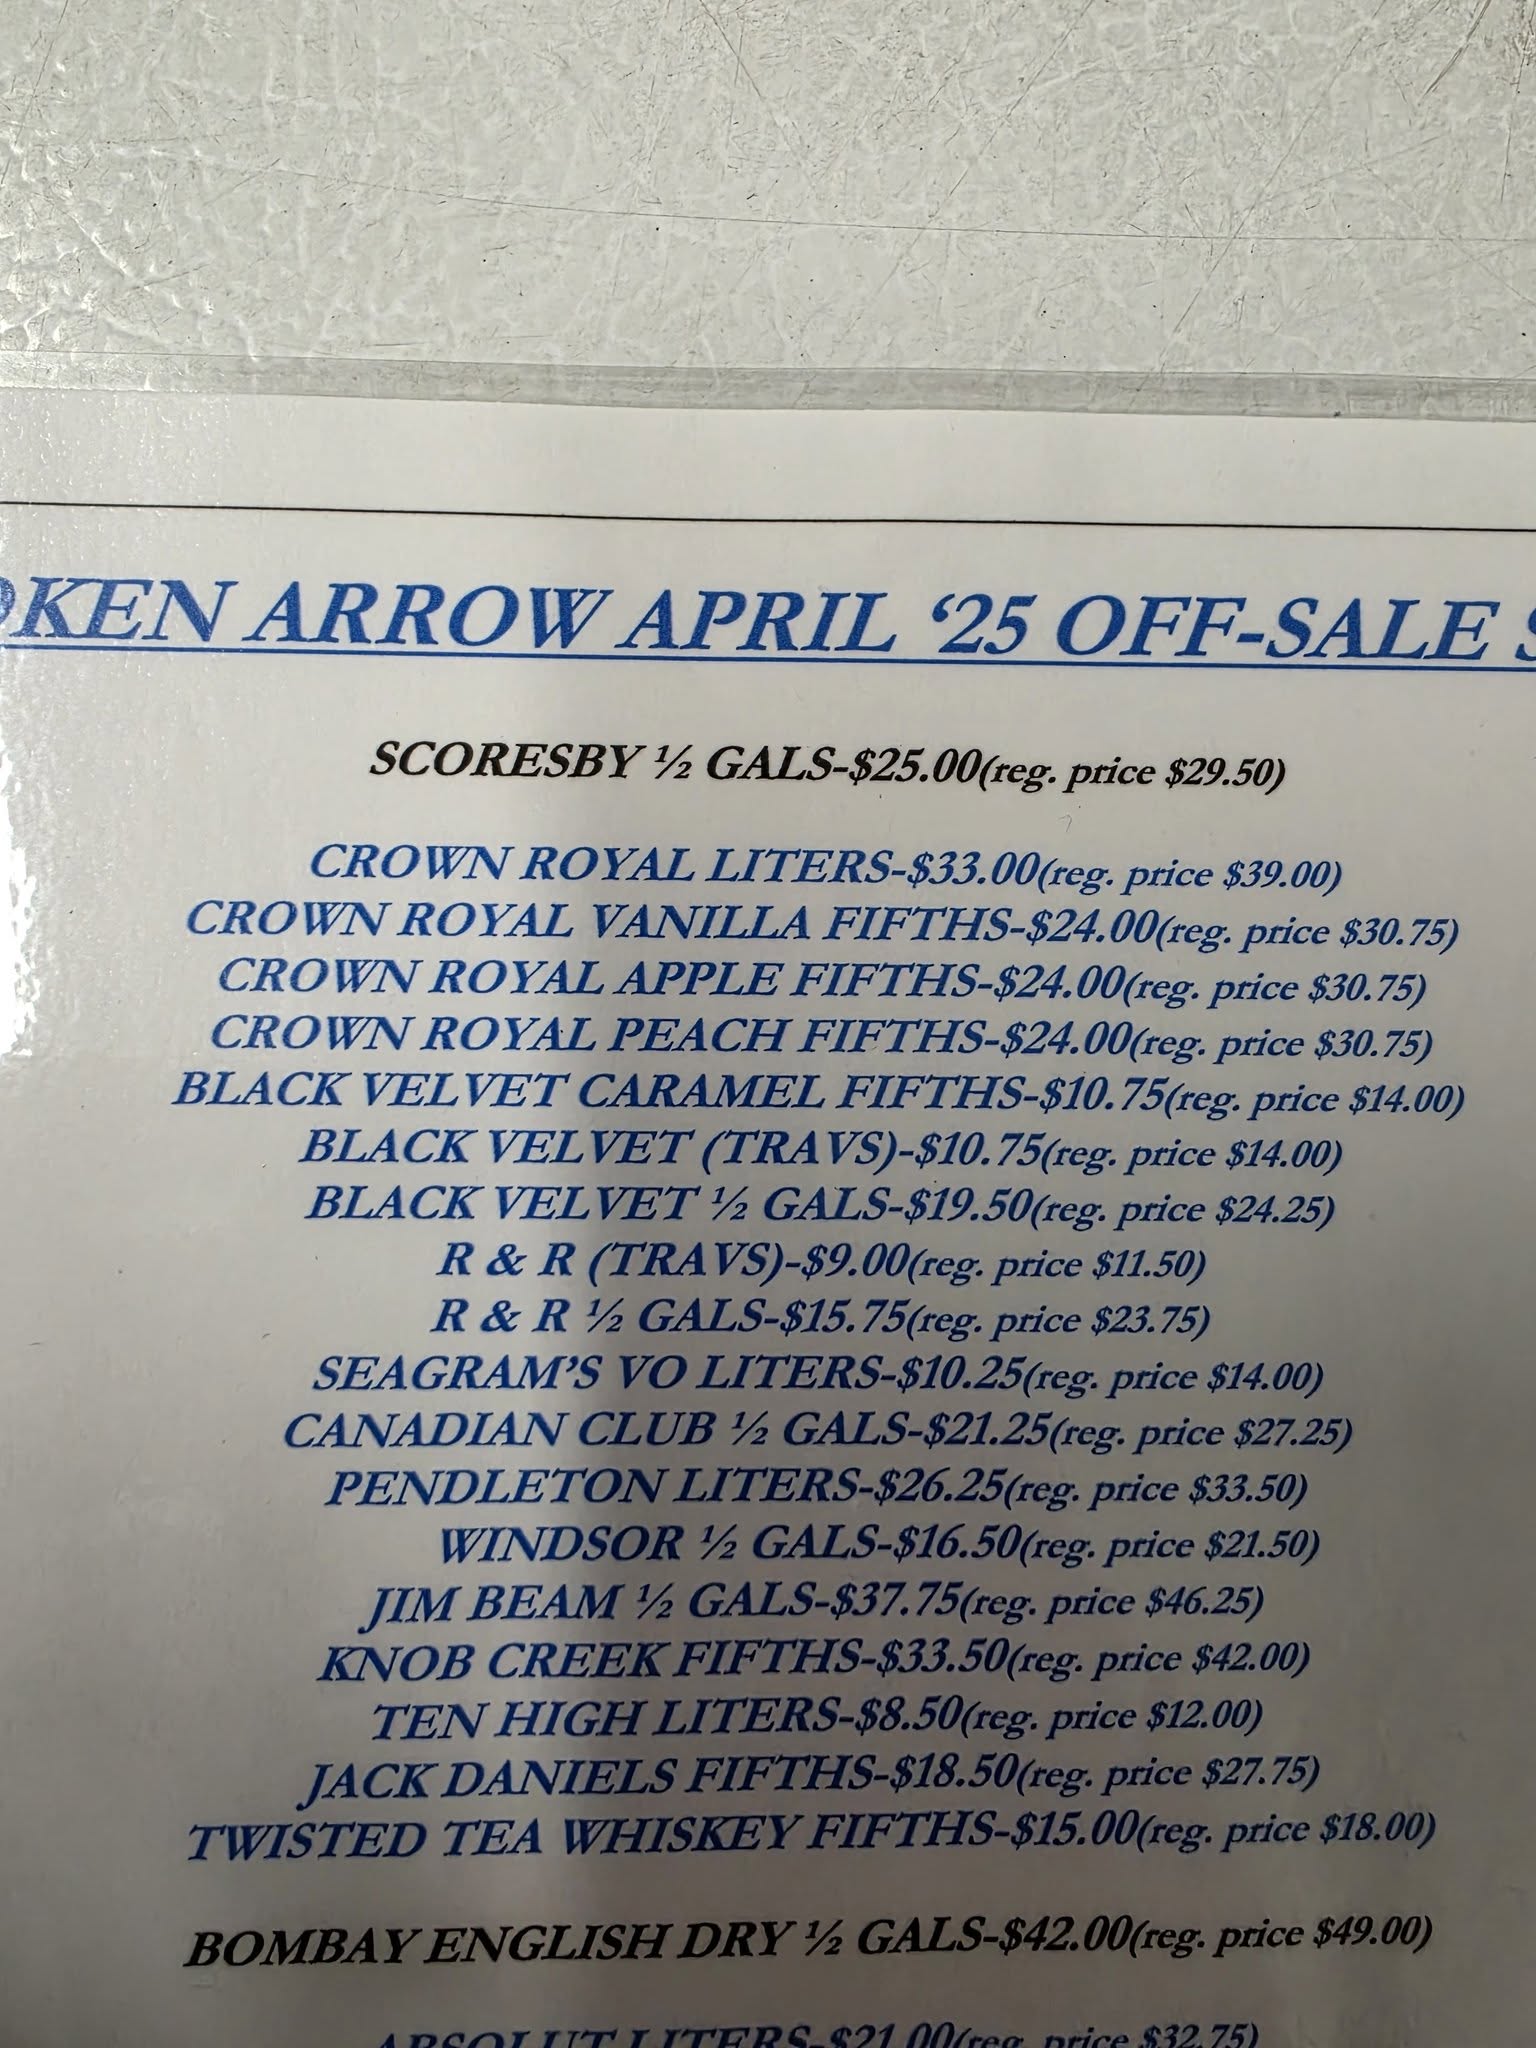 OKEN ARROW APRIL ‘25 OFF-SALE S
SCORESBY ½ GALS-$25.00(reg. price $29.50)
CROWN ROYAL LITERS-$33.00(reg. price $39.00)
CROWN ROYAL VANILLA FIFTHS-$24.00(reg. price $30.75)
CROWN ROYAL APPLE FIFTHS-$24.00(reg. price $30.75)
CROWN ROYAL PEACH FIFTHS-$24.00(reg. price $30.75)
BLACK VELVET CARAMEL FIFTHS-$10.75(reg. price $14.00)
BLACK VELVET (TRAVS)-$10.75(reg. price $14.00)
BLACK VELVET ½ GALS-$19.50(reg. price $24.25)
R & R (TRAVS)-$9.00(reg. price $11.50)
R & R ½ GALS-$15.75(reg. price $23.75)
SEAGRAM’S VO LITERS-$10.25(reg. price $14.00)
CANADIAN CLUB ½ GALS-$21.25(reg. price $27.25)
PENDLETON LITERS-$26.25(reg. price $33.50)
WINDSOR ½ GALS-$16.50(reg. price $21.50)
JIM BEAM ½ GALS-$37.75(reg. price $46.25)
KNOB CREEK FIFTHS-$33.50(reg. price $42.00)
TEN HIGH LITERS-$8.50(reg. price $12.00)
JACK DANIELS FIFTHS-$18.50(reg. price $27.75)
TWISTED TEA WHISKEY FIFTHS-$15.00(reg. price $18.00)
BOMBAY ENGLISH DRY ½ GALS-$42.00(reg. price $49.00)
ABSOLUT LITERS-$21.00(reg. price $32.75)